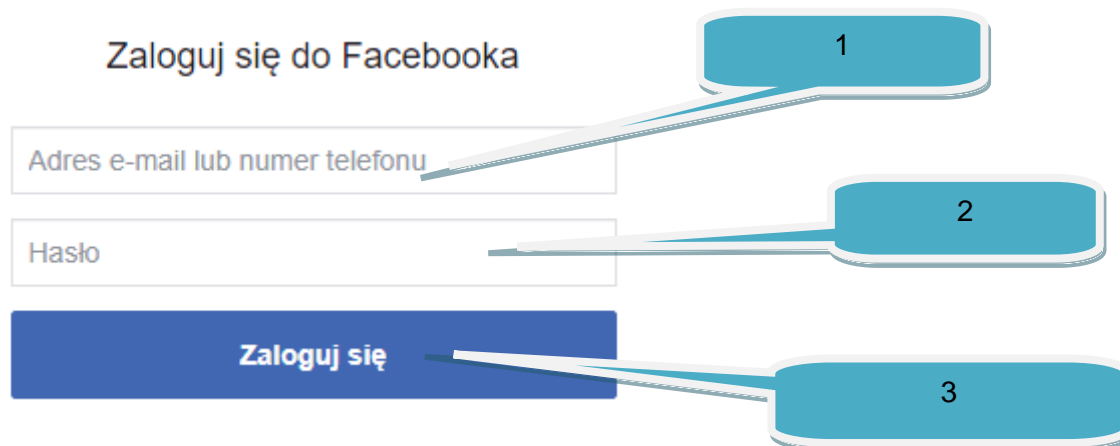 Zaloguj się do Facebooka
1
Adres e-mail lub numer telefonu
2
Hasło
Zaloguj się
3